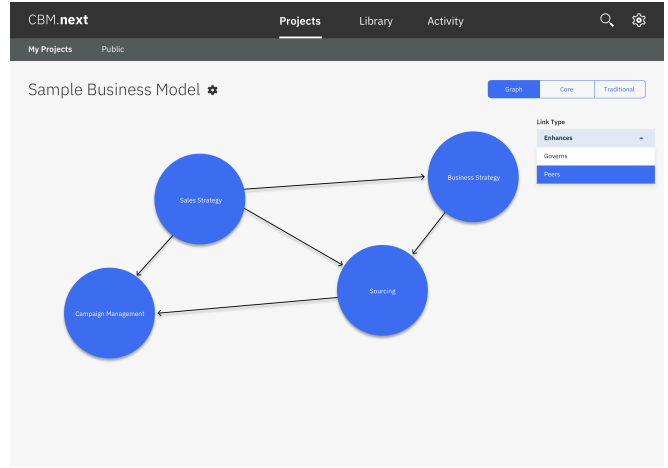 CBM.next
Projects
Library
Activity
My Projects
Public
Sample Business Model
Graph
Core
Traditional
Link Type
Enhances
Governs
Peers
Sales Strategy
Business Strategy
Sourcing
Campaign Management